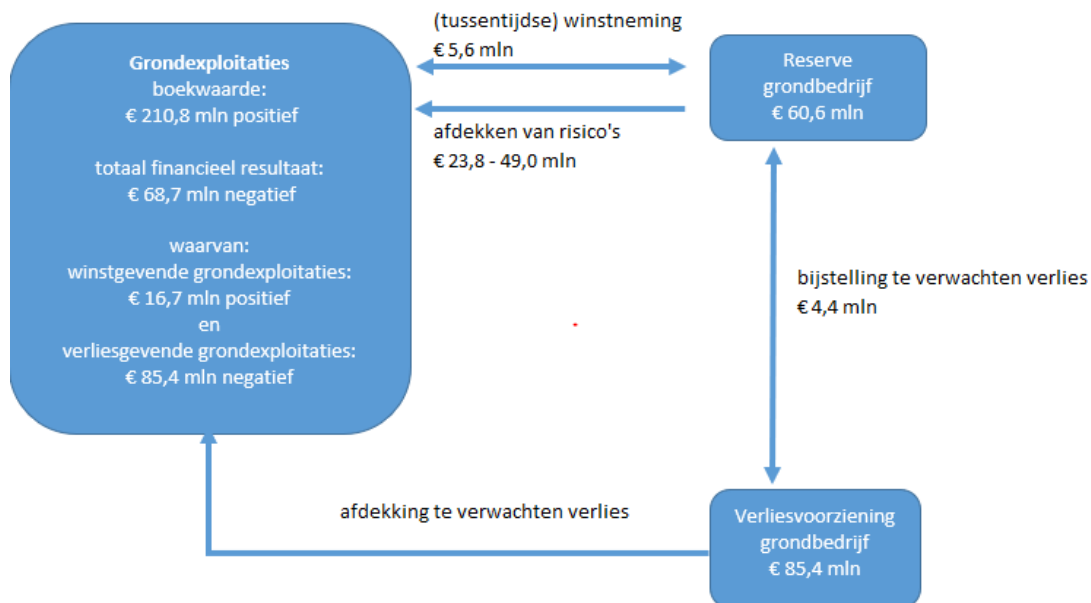 (tussentijdse) winstneming
€ 5,6 mln
Grondexploitaties
boekwaarde:
€ 210,8 mln positief
totaal financieel resultaat:
€ 68,7 mln negatief
waarvan:
winstgevende grondexploitaties:
€ 16,7 mln positief
en
verliesgevende grondexploitaties:
€ 85,4 mln negatief
Reserve
grondbedrijf
€ 60,6 mln
afdekken van risico's
€ 23,8 - 49,0 mln
bijstelling te verwachten verlies
€ 4,4 mln
afdekking te verwachten verlies
Verliesvoorziening
grondbedrijf
€ 85,4 mln